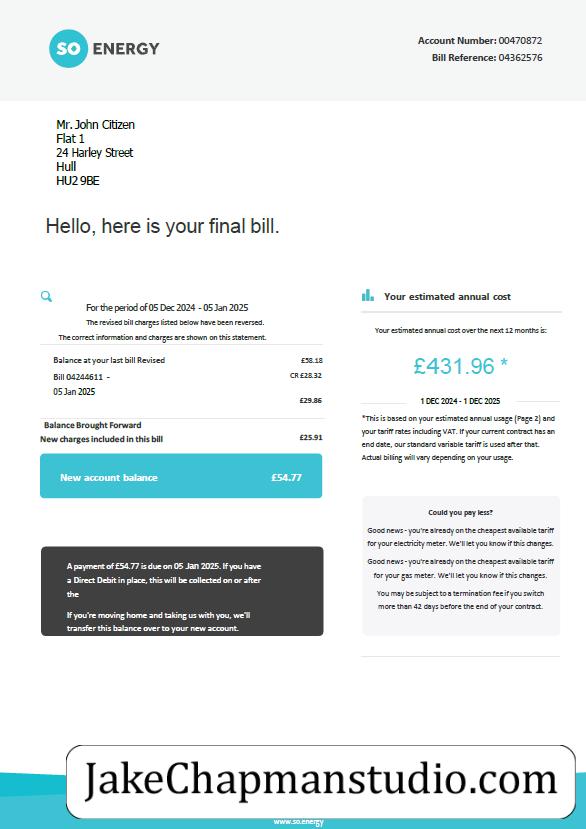 SO ENERGY
Account Number: 00470872
Bill Reference: 04362576
Mr. John Citizen
Flat 1
24 Harley Street
Hull
HU2 9BE
Hello, here is your final bill.
For the period of 05 Dec 2024 - 05 Jan 2025
The revised bill charges listed below have been reversed.
The correct information and charges are shown on this statement.
Balance at your last bill Revised £58.18
Bill 04244611 - CR £28.32
05 Jan 2025
£29.86
Balance Brought Forward
New charges included in this bill £25.91
New account balance £54.77
A payment of £54.77 is due on 05 Jan 2025. If you have
a Direct Debit in place, this will be collected on or after
the
If you're moving home and taking us with you, we'll
transfer this balance over to your new account.
Your estimated annual cost
Your estimated annual cost over the next 12 months is:
£431.96 *
1 DEC 2024 - 1 DEC 2025
*This is based on your estimated annual usage (Page 2) and
your tariff rates including VAT. If your current contract has an
end date, our standard variable tariff is used after that.
Actual billing will vary depending on your usage.
Could you pay less?
Good news - you're already on the cheapest available tariff
for your electricity meter. We'll let you know if this changes.
Good news - you're already on the cheapest available tariff
for your gas meter. We'll let you know if this changes.
You may be subject to a termination fee if you switch
more than 42 days before the end of your contract.
JakeChapmanstudio.com
www.so.energy